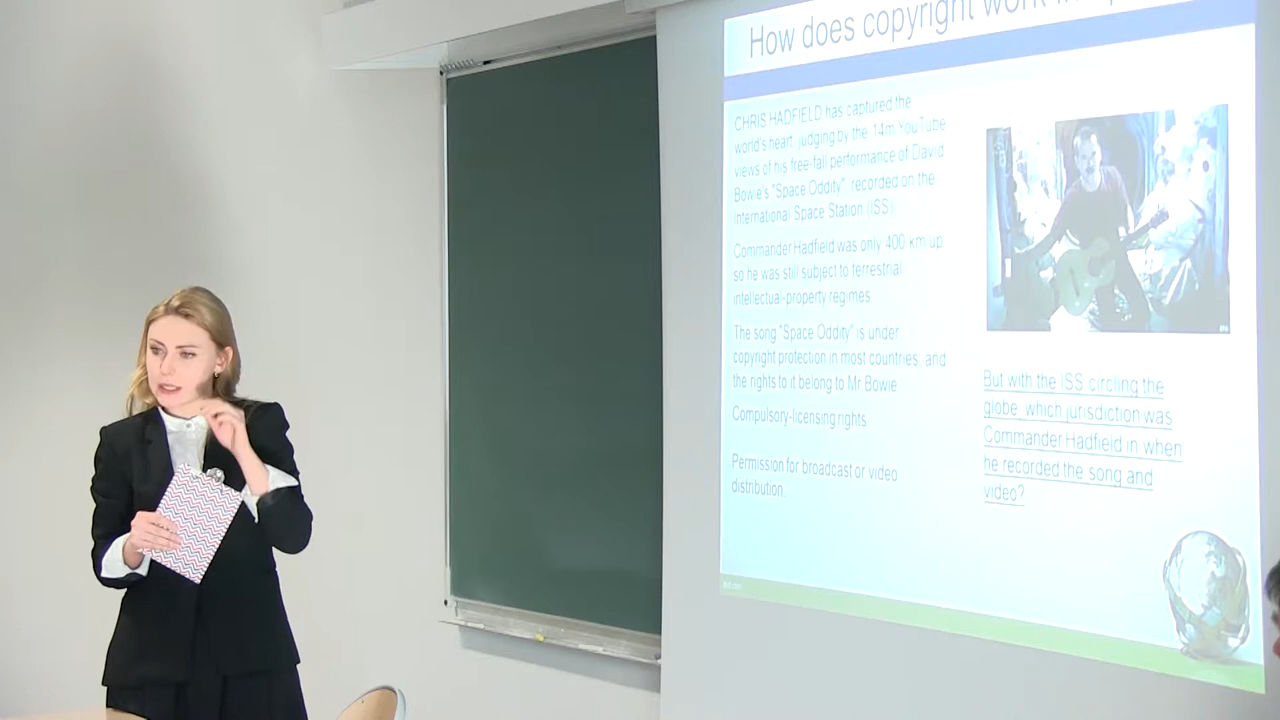 How does copyright work in
CHRIS HADFIELD has captured the
world's heart, judging by the 14m YouTube
views of his free-fall performance of David
Bowie's "Space Oddity", recorded on the
International Space Station (ISS).
Commander Hadfield was only 400 km up
so he was still subject to terrestrial
intellectual-property regimes
The song "Space Oddity" is under
copyright protection in most countries, and
the rights to it belong to Mr Bowie
Compulsory-licensing rights
Permission for broadcast or video
distribution.
But with the ISS circling the
globe, which jurisdiction was
Commander Hadfield in when
he recorded the song and
video?